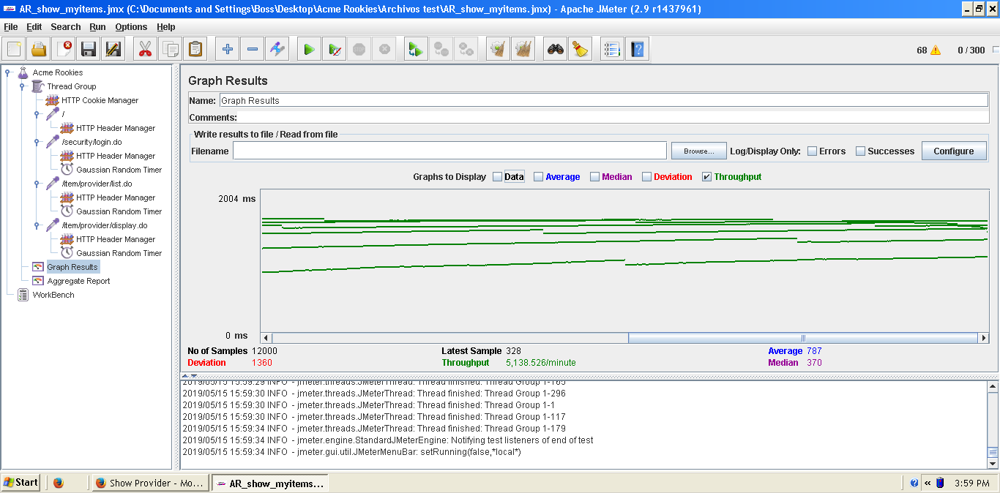 AR_show_myitems.jmx (C:\Documents and Settings\Boss\Desktop\Acme Rookies\Archivos test\AR_show_myitems.jmx) - Apache JMeter (2.9 r1437961)
File Edit Search Run Options Help
68 0 / 300
Acme Rookies
Thread Group
HTTP Cookie Manager
/
HTTP Header Manager
/security/login.do
HTTP Header Manager
Gaussian Random Timer
/item/provider/list.do
HTTP Header Manager
Gaussian Random Timer
/item/provider/display.do
HTTP Header Manager
Gaussian Random Timer
Graph Results
Aggregate Report
WorkBench
Graph Results
Name: Graph Results
Comments:
Write results to file / Read from file
Filename Browse... Log/Display Only: Errors Successes Configure
Graphs to Display Data Average Median Deviation Throughput
2004 ms
0 ms
No of Samples 12000 Latest Sample 328 Average 787
Deviation 1360 Throughput 5,138.526/minute Median 370
2019/05/15 15:59:29 INFO - jmeter.threads.JMeterThread: Thread finished: Thread Group 1-165
2019/05/15 15:59:30 INFO - jmeter.threads.JMeterThread: Thread finished: Thread Group 1-296
2019/05/15 15:59:30 INFO - jmeter.threads.JMeterThread: Thread finished: Thread Group 1-1
2019/05/15 15:59:30 INFO - jmeter.threads.JMeterThread: Thread finished: Thread Group 1-117
2019/05/15 15:59:34 INFO - jmeter.threads.JMeterThread: Thread finished: Thread Group 1-179
2019/05/15 15:59:34 INFO - jmeter.engine.StandardJMeterEngine: Notifying test listeners of end of test
2019/05/15 15:59:34 INFO - jmeter.gui.util.JMeterMenuBar: setRunning(false,*local*)
Start Show Provider - Mo... AR_show_myitems... 3:59 PM